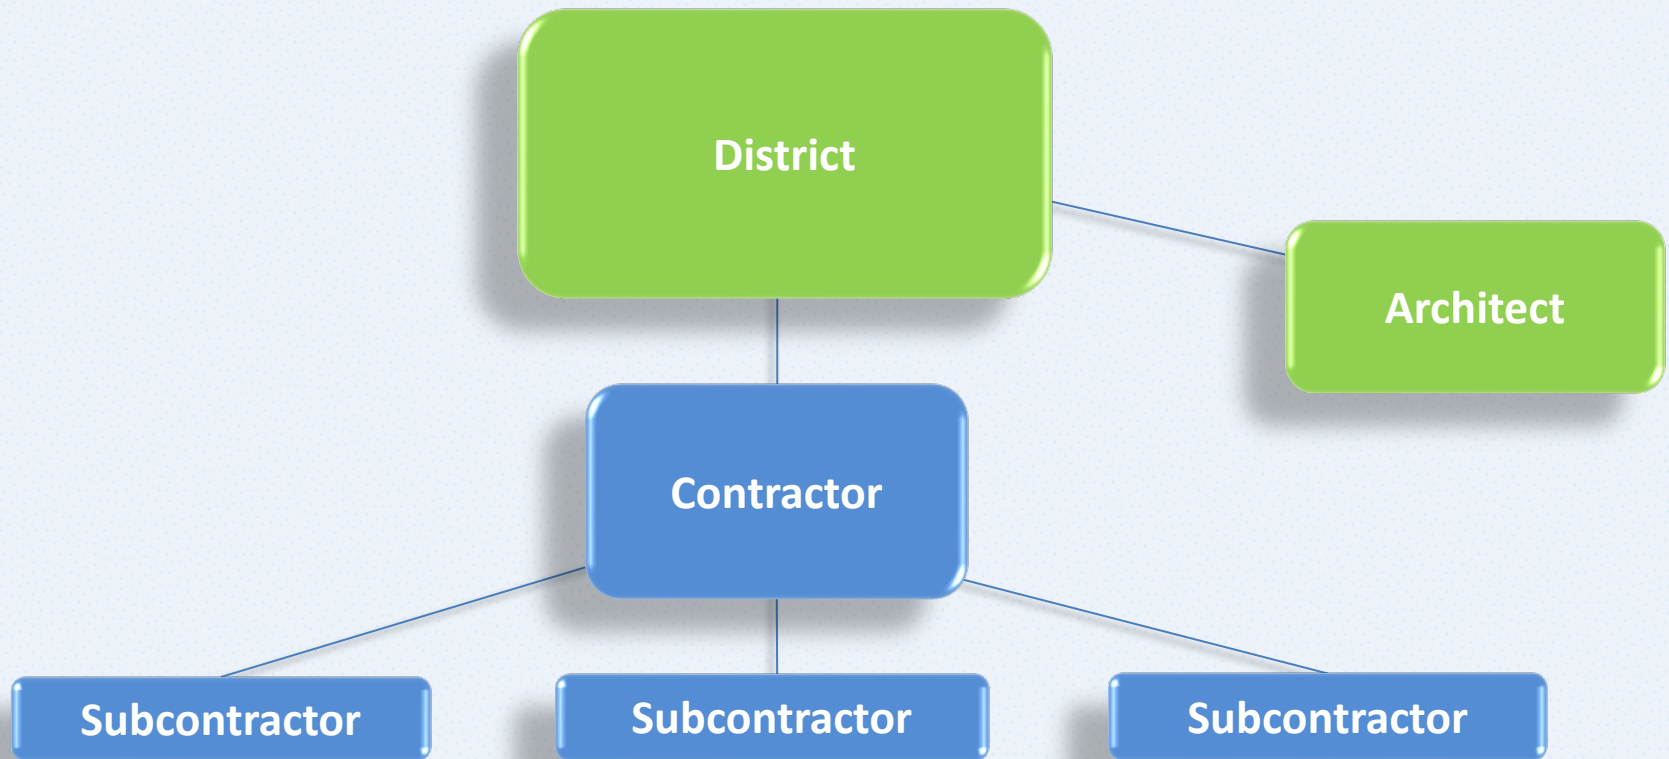 District
Architect
Contractor
Subcontractor
Subcontractor
Subcontractor